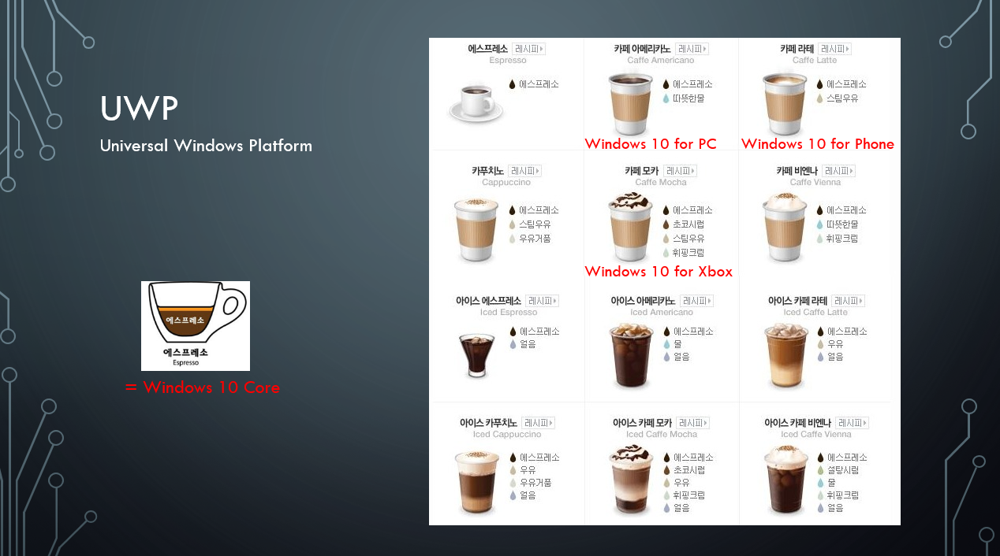 UWP
Universal Windows Platform
에스프레소
에스프레소
Espresso
= Windows 10 Core
에스프레소 레시피
Espresso
에스프레소
카페 아메리카노 레시피
Caffe Americano
에스프레소
따뜻한물
Windows 10 for PC
카페 라테 레시피
Caffe Latte
에스프레소
스팀우유
Windows 10 for Phone
카푸치노 레시피
Cappuccino
에스프레소
스팀우유
우유거품
카페 모카 레시피
Caffe Mocha
에스프레소
초코시럽
스팀우유
휘핑크림
Windows 10 for Xbox
카페 비엔나 레시피
Caffe Vienna
에스프레소
따뜻한물
휘핑크림
아이스 에스프레소 레시피
Iced Espresso
에스프레소
얼음
아이스 아메리카노 레시피
Iced Americano
에스프레소
물
얼음
아이스 카페 라테 레시피
Iced Caffe Latte
에스프레소
우유
얼음
아이스 카푸치노 레시피
Iced Cappuccino
에스프레소
우유
우유거품
얼음
아이스 카페 모카 레시피
Iced Caffe Mocha
에스프레소
초코시럽
우유
휘핑크림
얼음
아이스 카페 비엔나 레시피
Iced Caffe Vienna
에스프레소
설탕시럽
물
휘핑크림
얼음